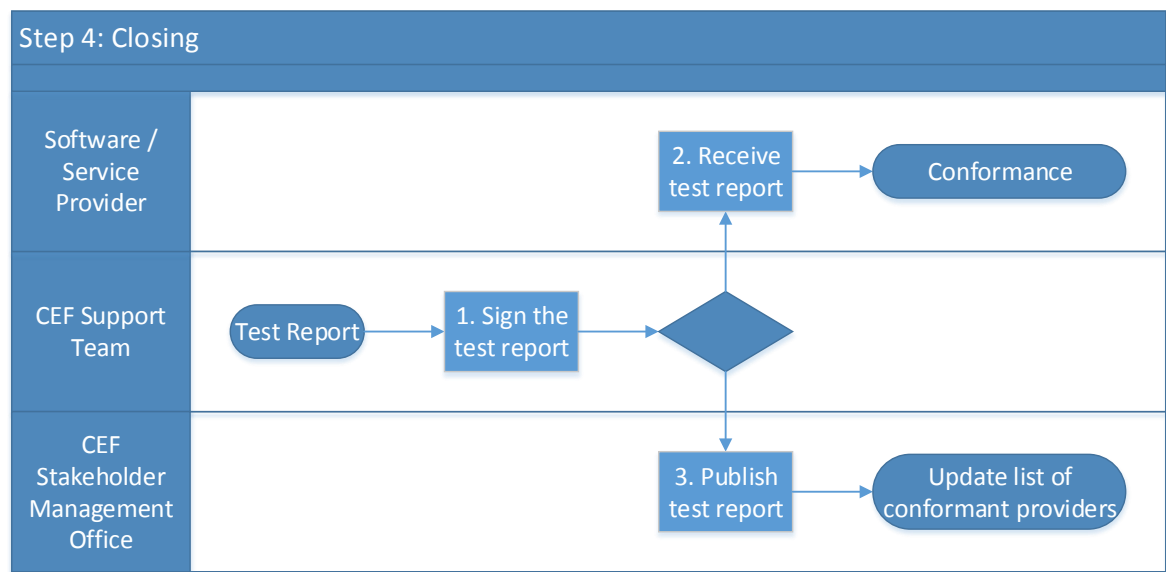 Step 4: Closing
Software /
Service
Provider
2. Receive
test report
Conformance
CEF Support
Team
Test Report
1. Sign the
test report
CEF
Stakeholder
Management
Office
3. Publish
test report
Update list of
conformant providers